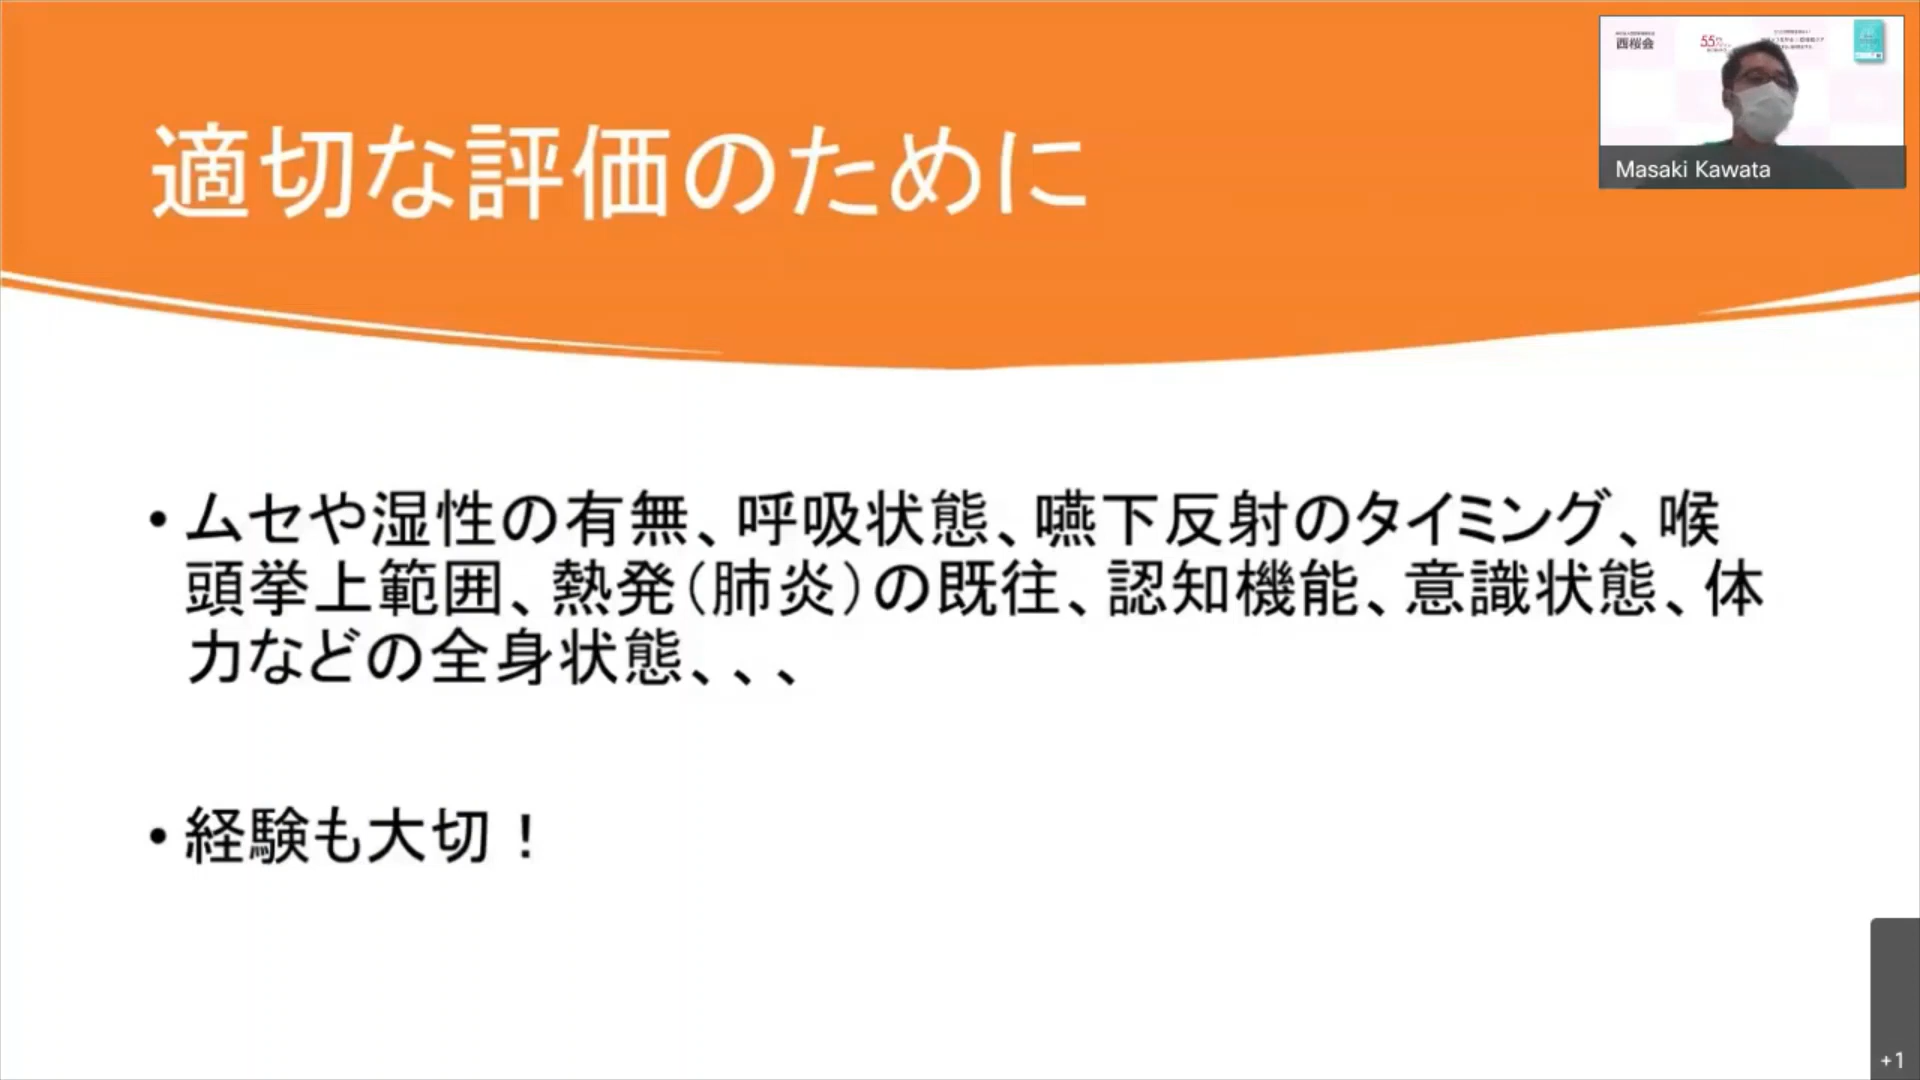 適切な評価のために
西桜会
55
Masaki Kawata
•ムセや湿性の有無、呼吸状態、嚥下反射のタイミング、喉
頭挙上範囲、熱発（肺炎）の既往、認知機能、意識状態、体
力などの全身状態、、、
•経験も大切！
+1